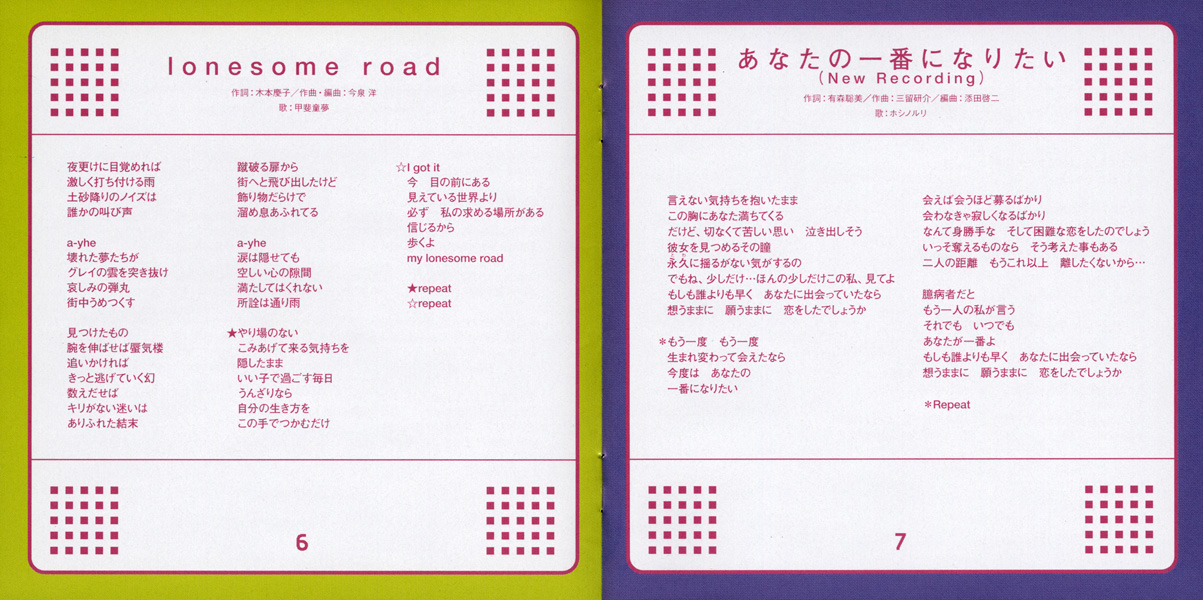 lonesome road
作詞：木本慶子／作曲・編曲：今泉 洋
歌：甲斐童夢
夜更けに目覚めれば
激しく打ち付ける雨
土砂降りのノイズは
誰かの叫び声
a-yhe
壊れた夢たちが
グレイの雲を突き抜け
哀しみの弾丸
街中うめつくす
見つけたもの
腕を伸ばせば蜃気楼
追いかければ
きっと逃げていく幻
数えだせば
キリがない迷いは
ありふれた結末
蹴破る扉から
街へと飛び出したけど
飾り物だらけで
溜め息あふれてる
a-yhe
涙は隠せても
空しい心の隙間
満たしてはくれない
所詮は通り雨
★やり場のない
こみあげて来る気持ちを
隠したまま
いい子で過ごす毎日
うんざりなら
自分の生き方を
この手でつかむだけ
☆I got it
今　目の前にある
見えている世界より
必ず　私の求める場所がある
信じるから
歩くよ
my lonesome road
★repeat
☆repeat
6
あなたの一番になりたい
（New Recording）
作詞：有森聡美／作曲：三留研介／編曲：添田啓二
歌：ホシノルリ
言えない気持ちを抱いたまま
この胸にあなた満ちてくる
だけど、切なくて苦しい思い　泣き出しそう
彼女を見つめるその瞳
永久に揺るがない気がするの
でもね、少しだけ…ほんの少しだけこの私、見てよ
もしも誰よりも早く　あなたに出会っていたなら
想うままに　願うままに　恋をしたでしょうか
＊もう一度　もう一度
生まれ変わって会えたなら
今度は　あなたの
一番になりたい
会えば会うほど募るばかり
会わなきゃ寂しくなるばかり
なんて身勝手な　そして困難な恋をしたのでしょう
いっそ奪えるものなら　そう考えた事もある
二人の距離　もうこれ以上　離したくないから…
臆病者だと
もう一人の私が言う
それでも　いつでも
あなたが一番よ
もしも誰よりも早く　あなたに出会っていたなら
想うままに　願うままに　恋をしたでしょうか
＊Repeat
7